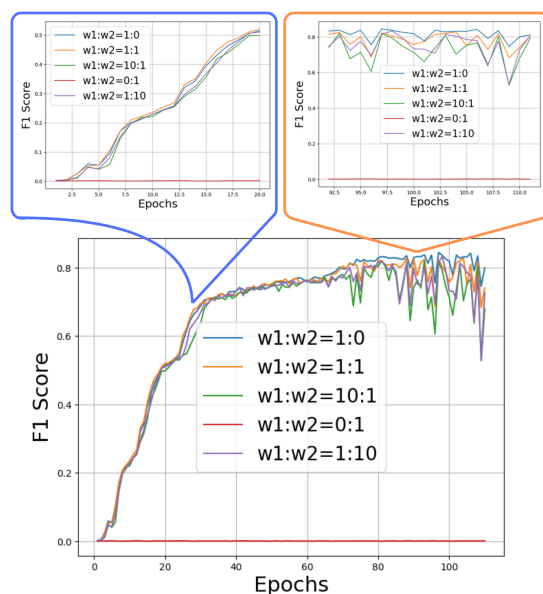 0.5
0.4
0.3
0.2
0.1
0.0
F1 Score
w1:w2=1:0
w1:w2=1:1
w1:w2=10:1
w1:w2=0:1
w1:w2=1:10
2.5 5.0 7.5 10.0 12.5 15.0 17.5 20.0
Epochs
0.8
0.6
0.4
0.2
0.0
F1 Score
w1:w2=1:0
w1:w2=1:1
w1:w2=10:1
w1:w2=0:1
w1:w2=1:10
92.5 95.0 97.5 100.0 102.5 105.0 107.5 110.0
Epochs
0.8
0.6
0.4
0.2
0.0
F1 Score
w1:w2=1:0
w1:w2=1:1
w1:w2=10:1
w1:w2=0:1
w1:w2=1:10
0 20 40 60 80 100
Epochs